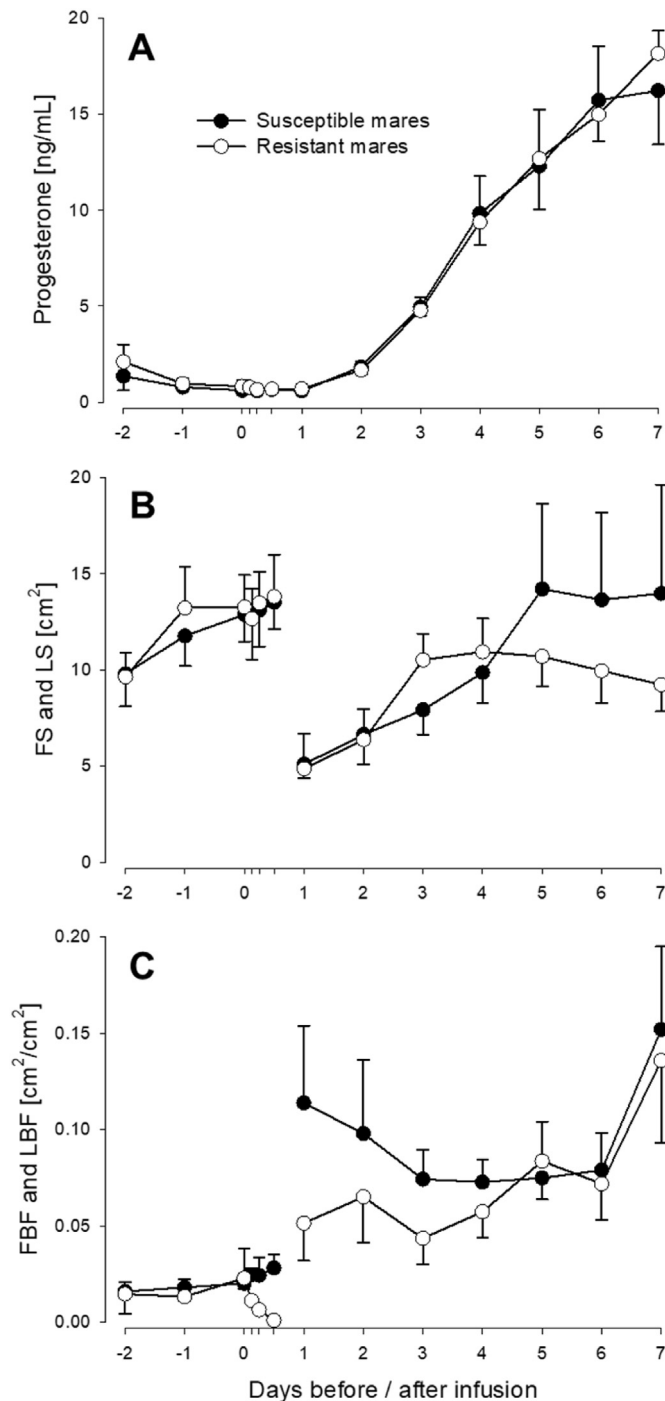 A
Susceptible mares
Resistant mares
Progesterone [ng/mL]
20
15
10
5
0
-2 -1 0 1 2 3 4 5 6 7
B
FS and LS [cm²]
20
15
10
5
0
-2 -1 0 1 2 3 4 5 6 7
C
FBF and LBF [cm²/cm²]
0.20
0.15
0.10
0.05
0.00
-2 -1 0 1 2 3 4 5 6 7
Days before / after infusion